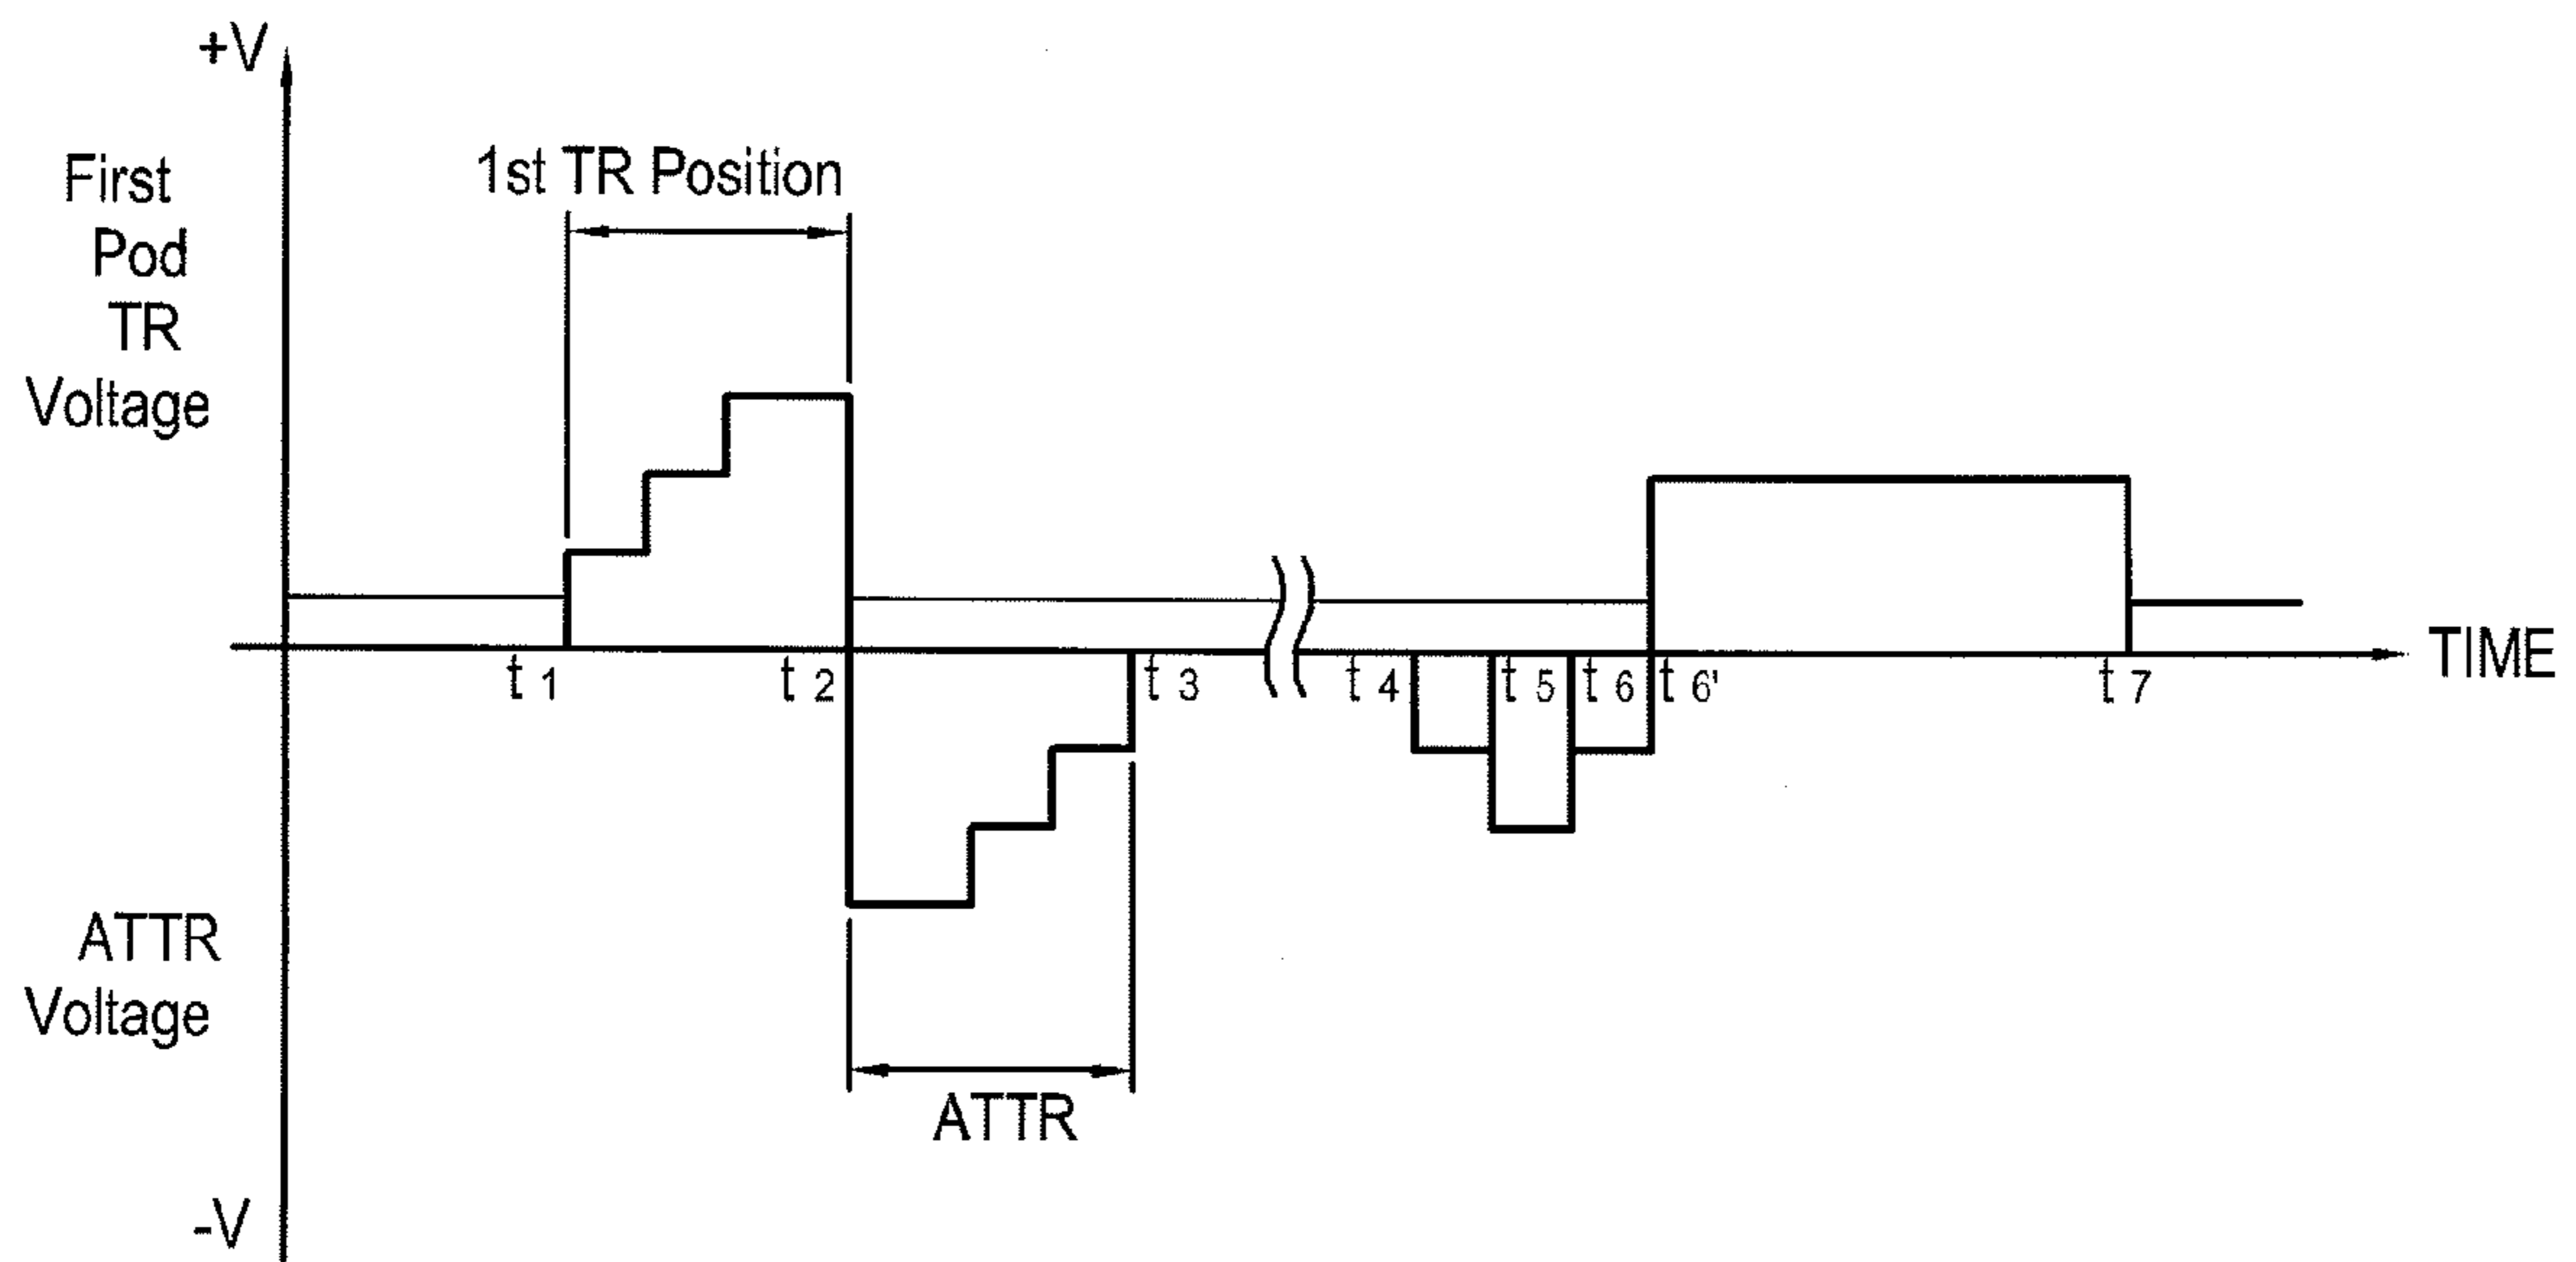 +V
First
Pod
TR
Voltage
1st TR Position
t 1
t 2
t 3
t 4
t 5
t 6
t 6'
t 7
TIME
ATTR
Voltage
ATTR
-V